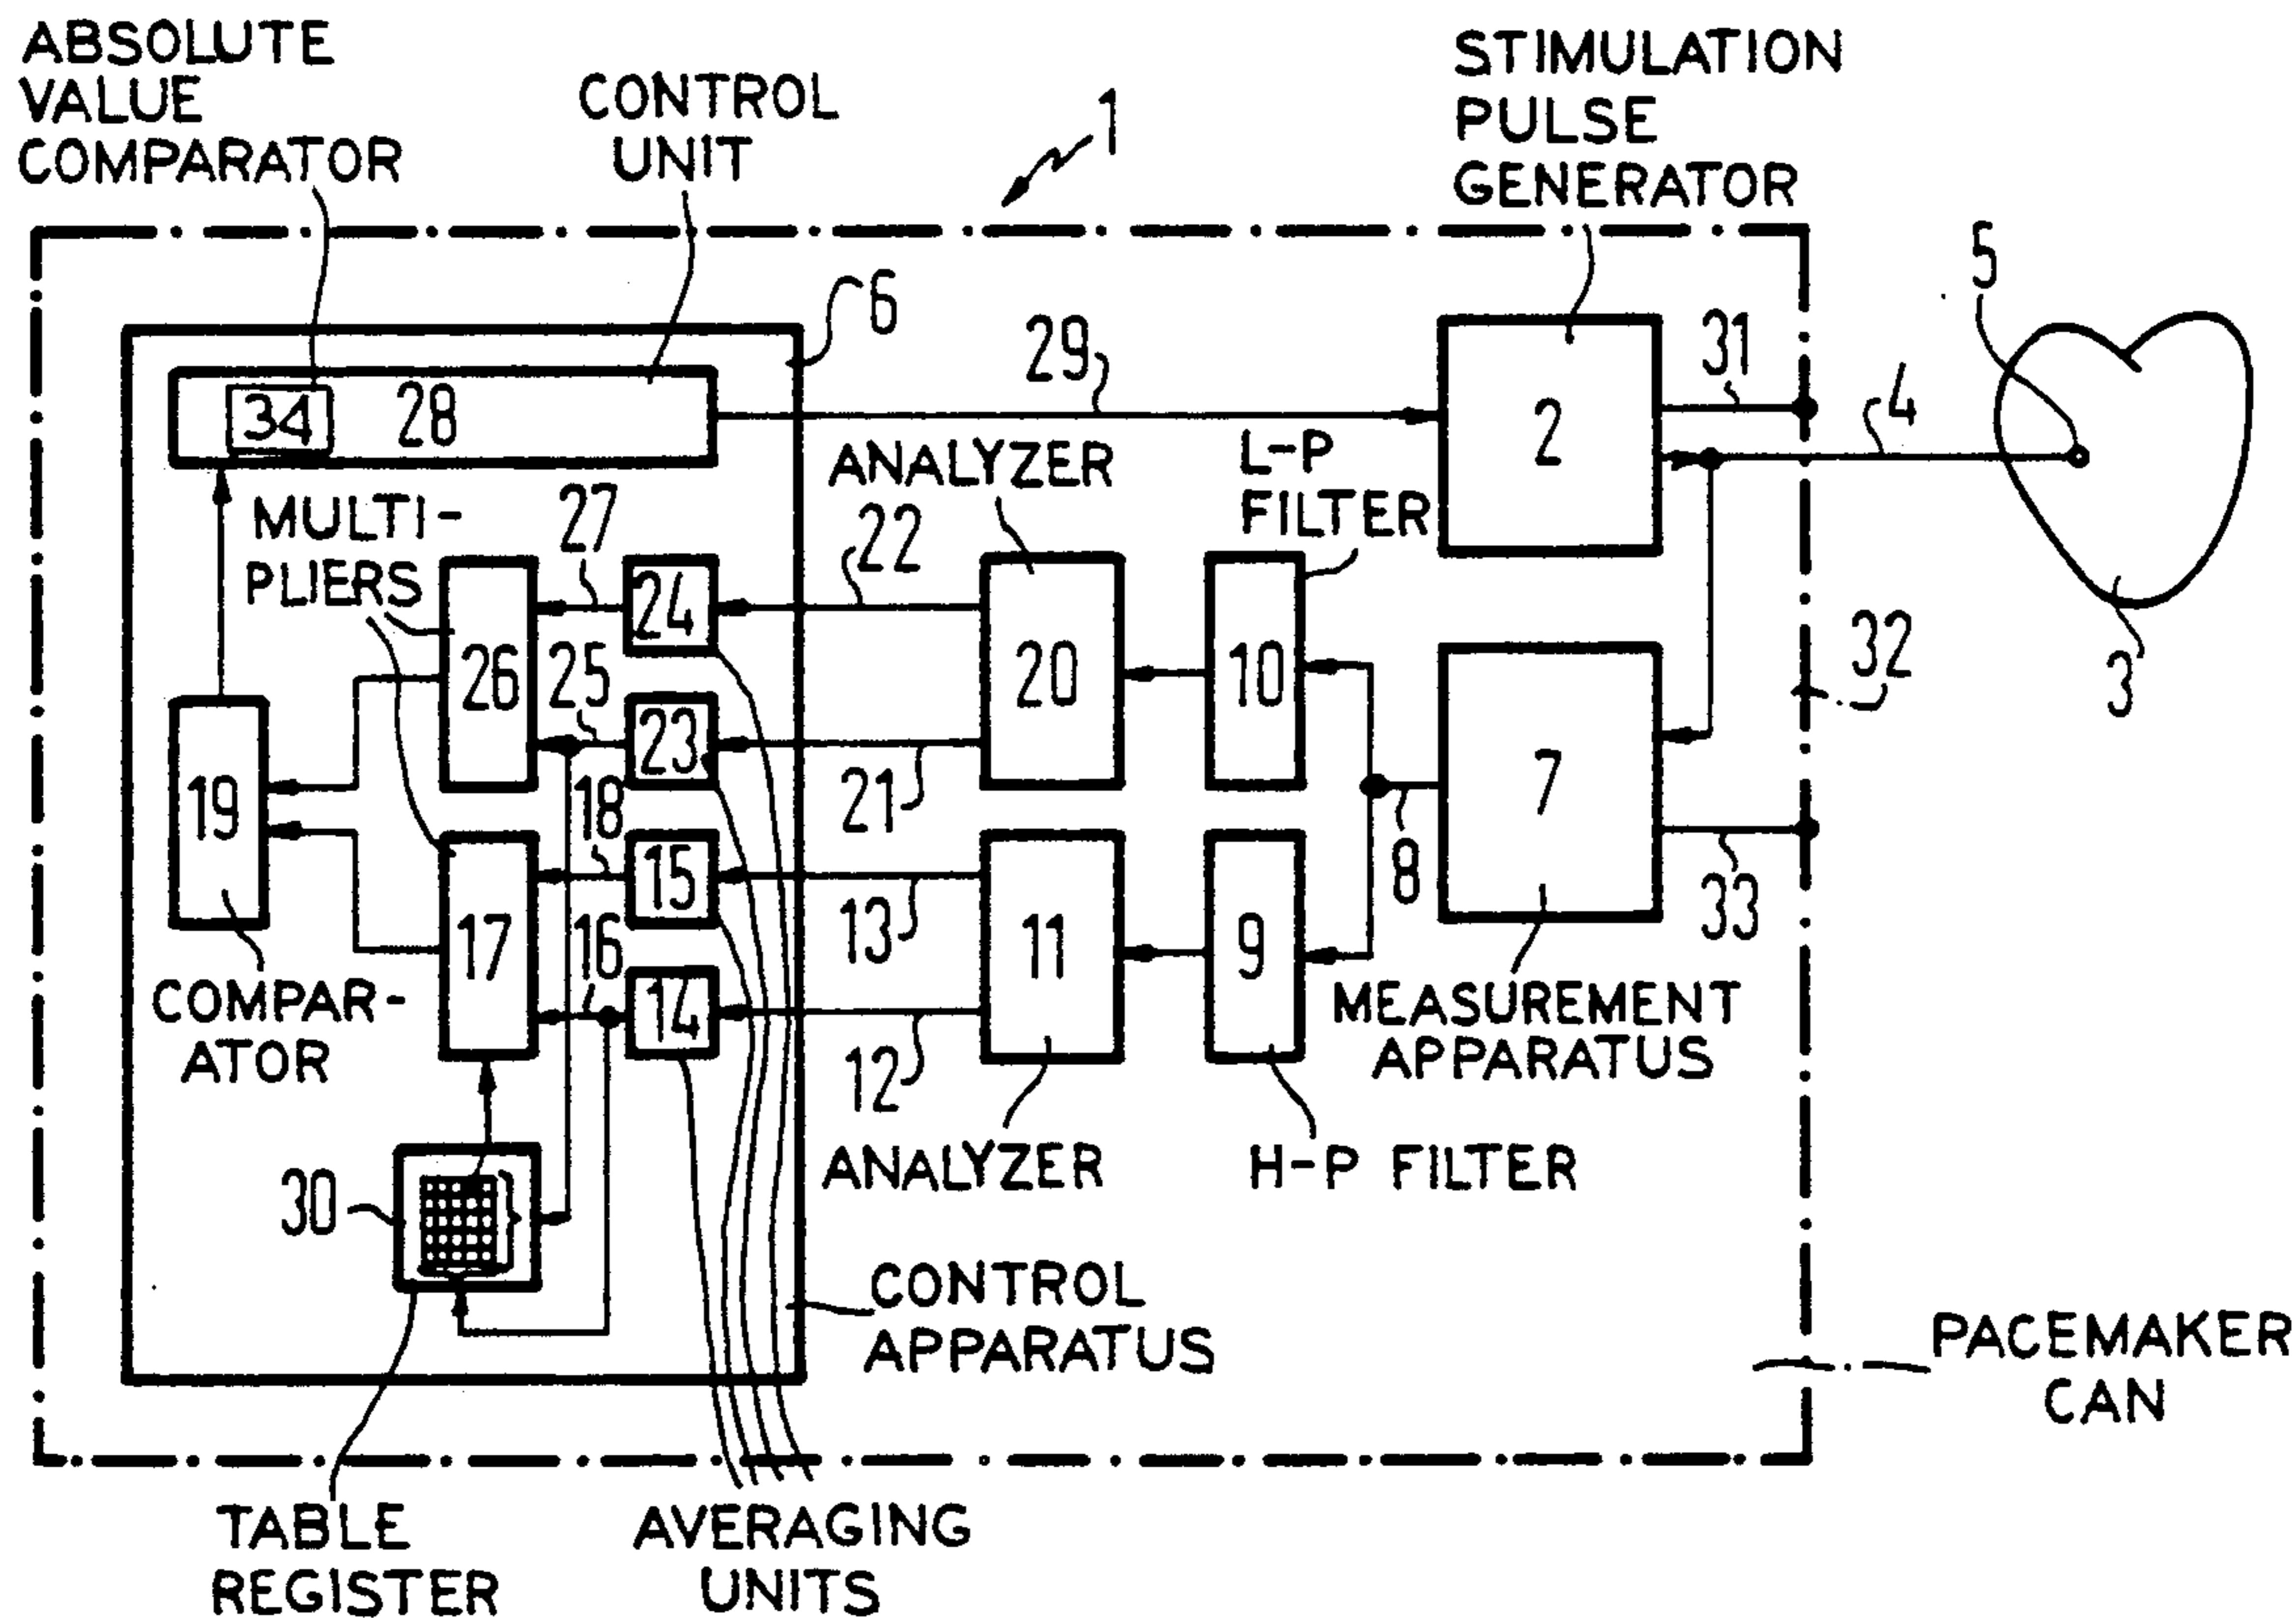 ABSOLUTE
VALUE
COMPARATOR
CONTROL
UNIT
1
STIMULATION
PULSE
GENERATOR
5
6
29
31
4
34
28
2
ANALYZER
L-P
FILTER
MULTI-
PLIERS
27
22
24
26
25
20
10
32
3
23
19
18
21
7
8
15
17
16
13
11
9
33
14
12
COMPAR-
ATOR
MEASUREMENT
APPARATUS
ANALYZER
H-P FILTER
30
CONTROL
APPARATUS
PACEMAKER
CAN
TABLE
REGISTER
AVERAGING
UNITS